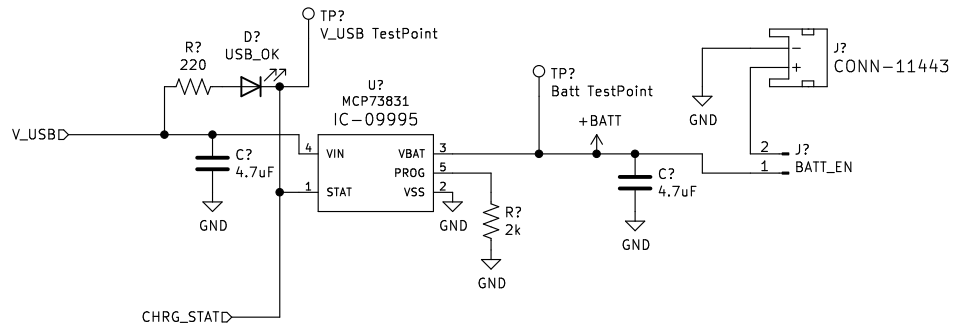 TP?
V_USB TestPoint
D?
USB_OK
R?
220
J?
CONN-11443
-
+
TP?
Batt TestPoint
U?
MCP73831
IC-09995
GND
+BATT
V_USB
C?
4.7uF
4
VIN
VBAT
3
PROG
5
1
STAT
VSS
2
2
J?
1
BATT_EN
C?
4.7uF
GND
GND
R?
2k
GND
GND
CHRG_STAT